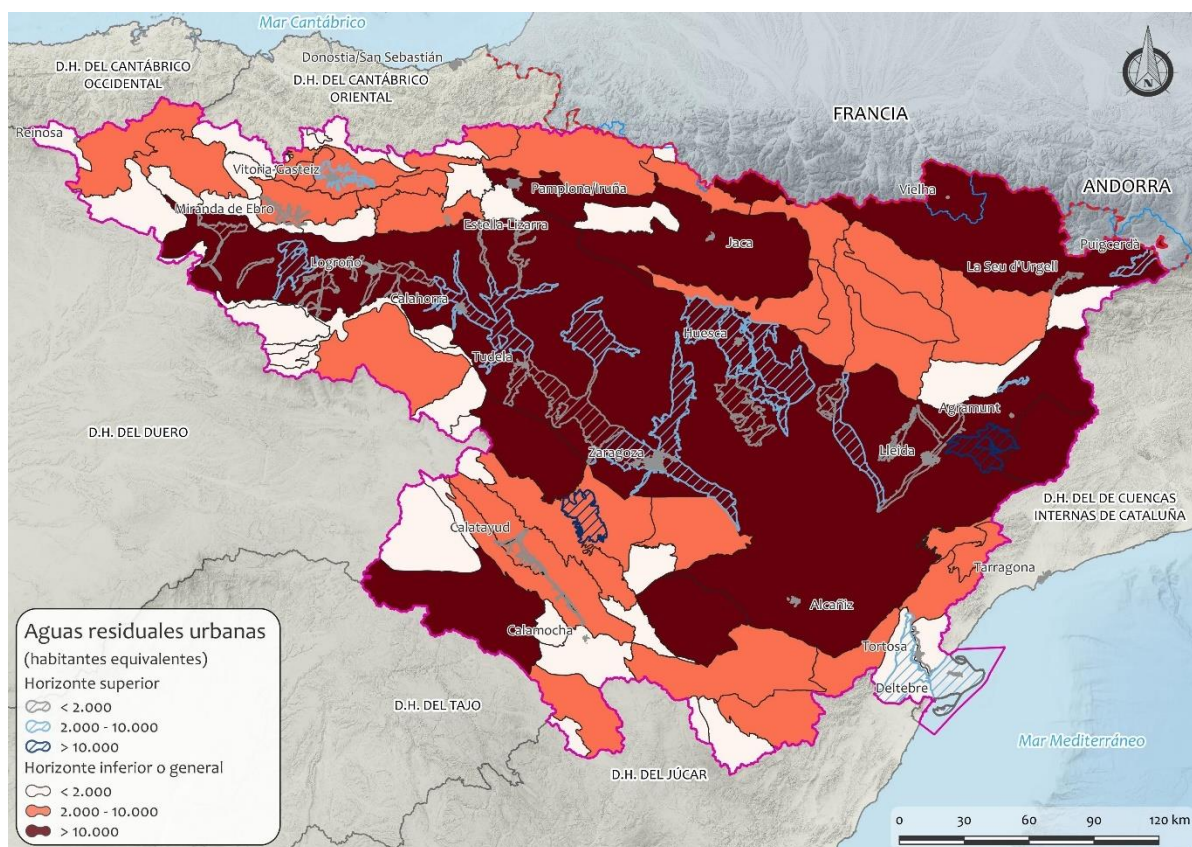 Mar Cantábrico
Donostia/San Sebastián
D.H. DEL CANTÁBRICO
OCCIDENTAL
D.H. DEL CANTÁBRICO
ORIENTAL
N
FRANCIA
Reinosa
Vitoria-Gasteiz
Pamplona/Iruña
Vielha
ANDORRA
Miranda de Ebro
Estella-Lizarra
Jaca
Puigcerdà
La Seu d'Urgell
Logroño
Calahorra
Huesca
Tudela
Agramunt
D.H. DEL DUERO
Zaragoza
Lleida
D.H. DEL DE CUENCAS
INTERNAS DE CATALUÑA
Calatayud
Tarragona
Alcañiz
Calamocha
Tortosa
Deltebre
D.H. DEL TAJO
Mar Mediterráneo
D.H. DEL JÚCAR
Aguas residuales urbanas
(habitantes equivalentes)
Horizonte superior
< 2.000
2.000 - 10.000
> 10.000
Horizonte inferior o general
< 2.000
2.000 - 10.000
> 10.000
0 30 60 90 120 km